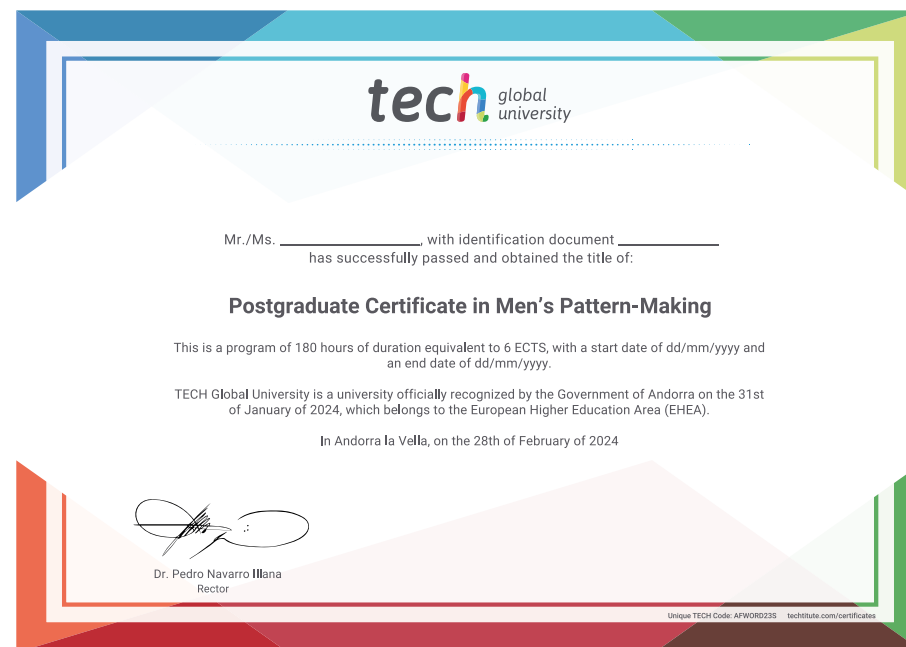 tech global
university
Mr./Ms. ____________________, with identification document ______________
has successfully passed and obtained the title of:
Postgraduate Certificate in Men’s Pattern-Making
This is a program of 180 hours of duration equivalent to 6 ECTS, with a start date of dd/mm/yyyy and
an end date of dd/mm/yyyy.
TECH Global University is a university officially recognized by the Government of Andorra on the 31st
of January of 2024, which belongs to the European Higher Education Area (EHEA).
In Andorra la Vella, on the 28th of February of 2024
Dr. Pedro Navarro Illana
Rector
Unique TECH Code: AFWORD23S techtitute.com/certificates